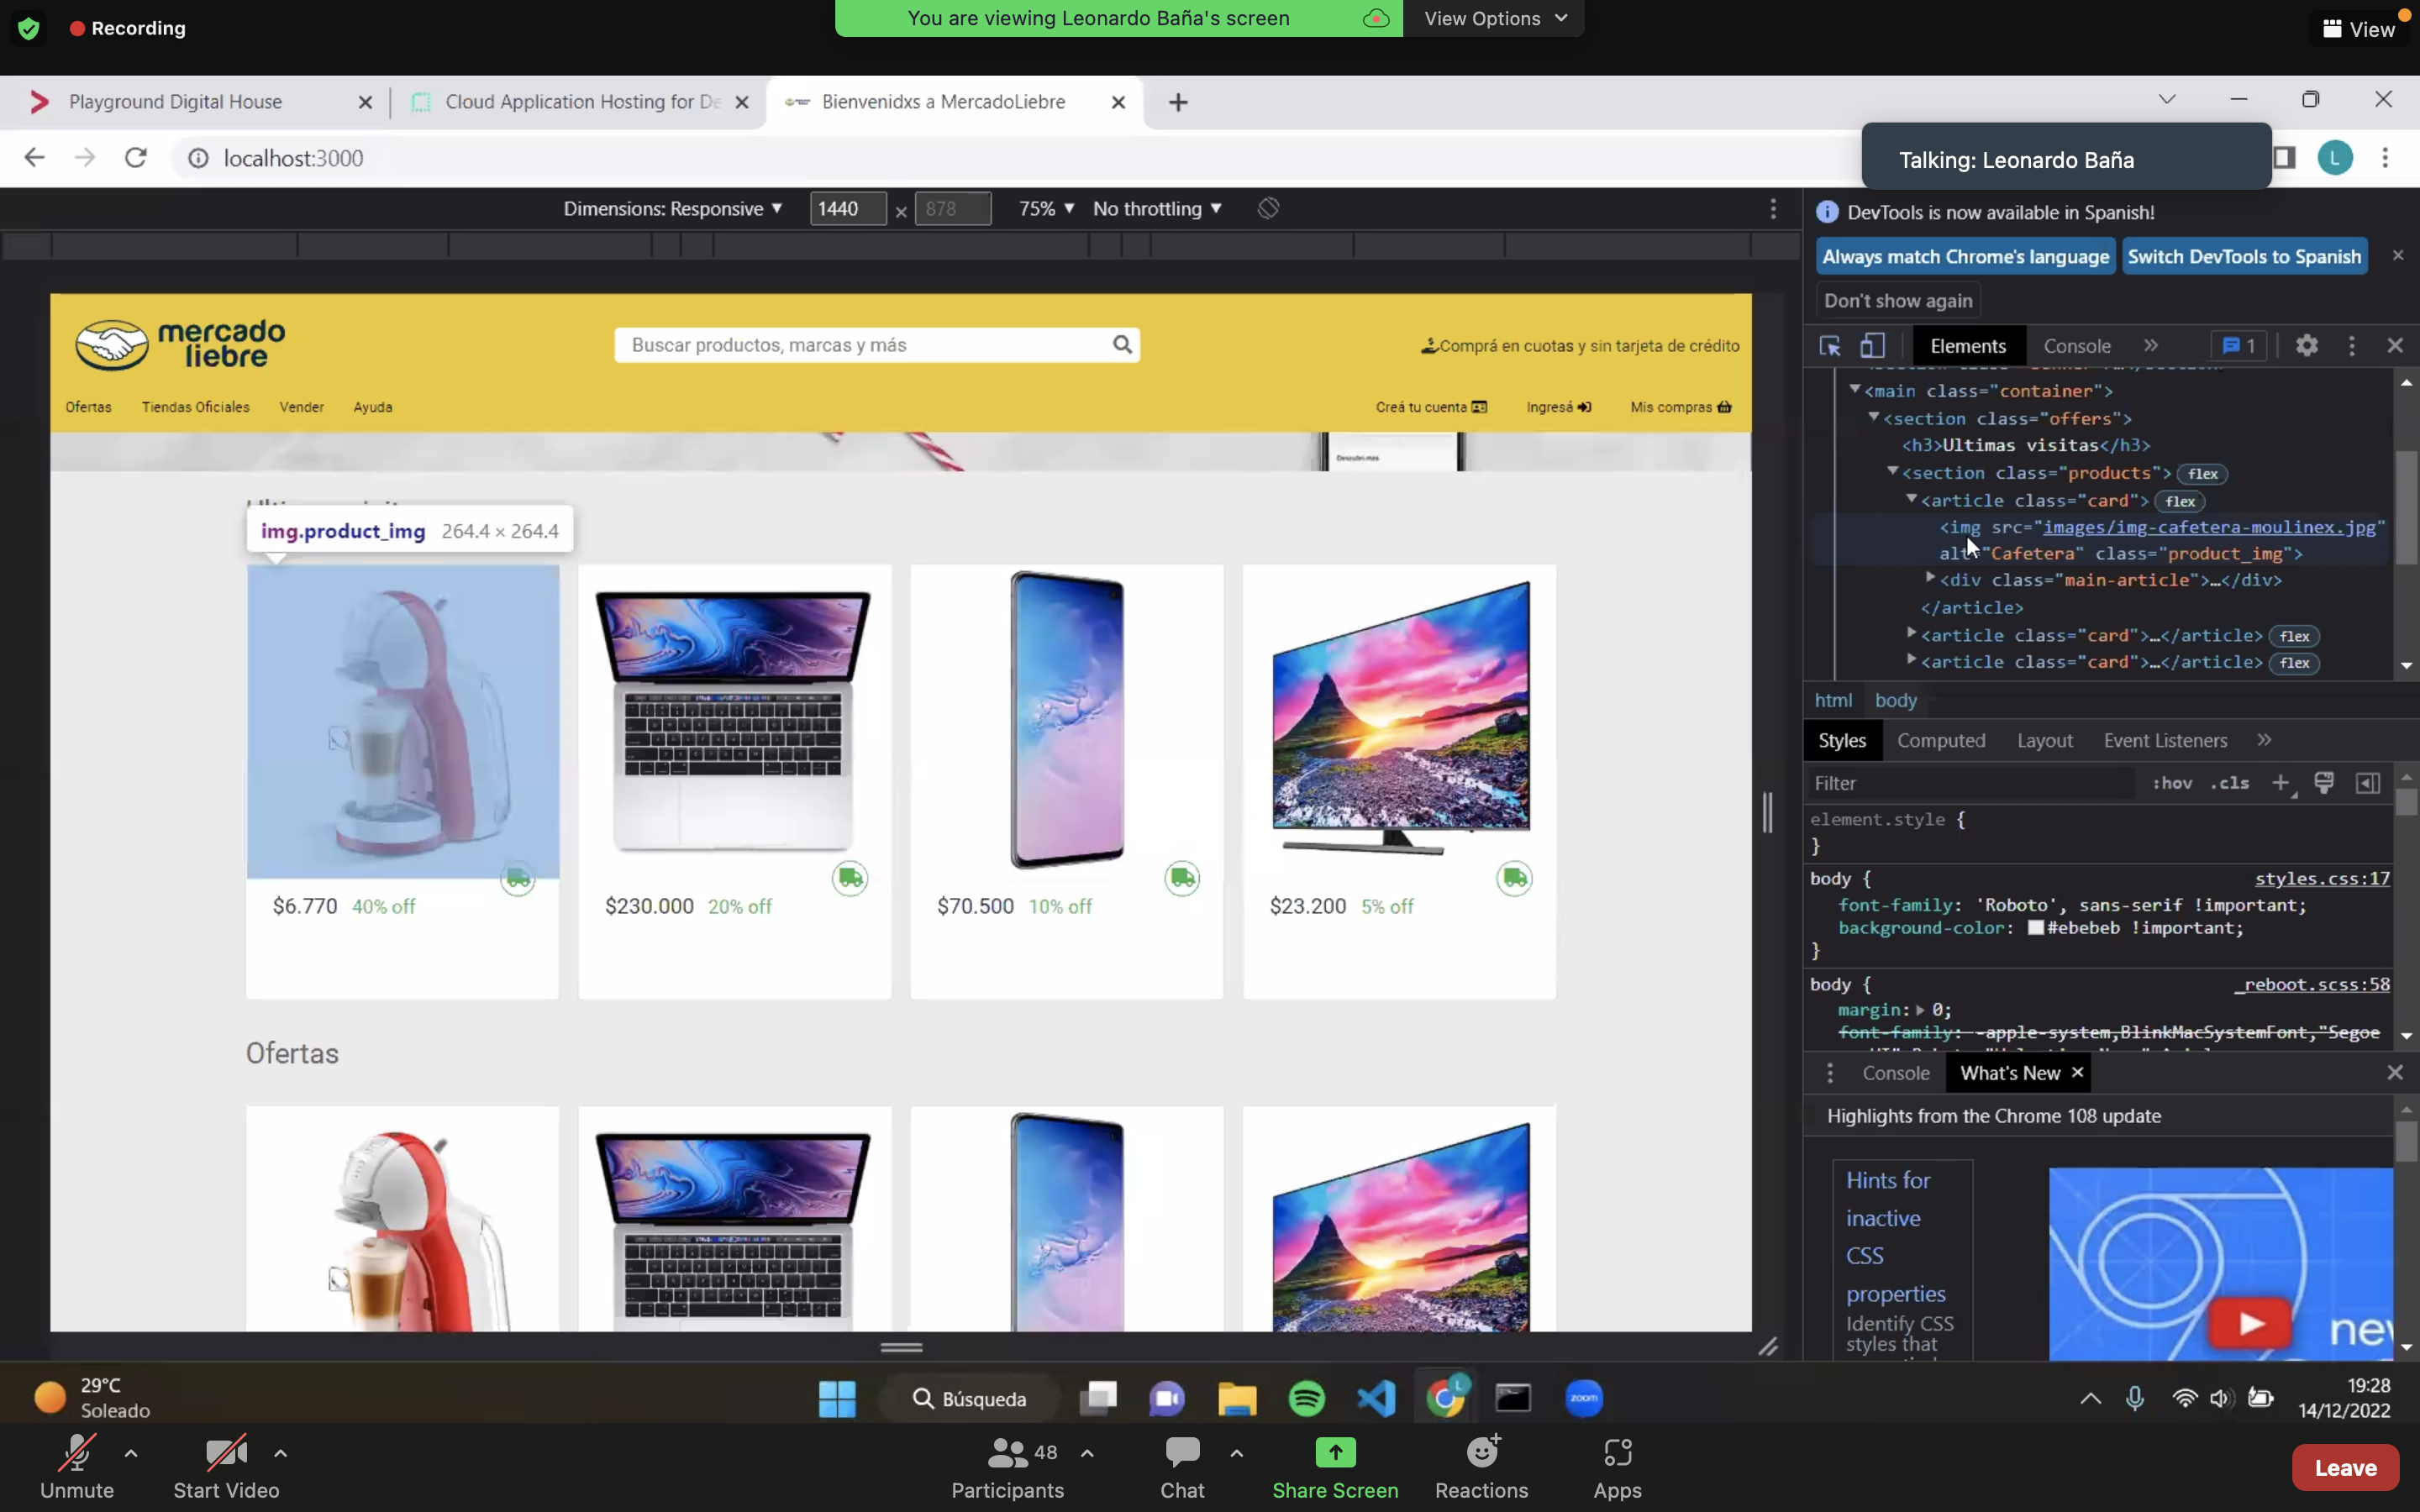 Recording
You are viewing Leonardo Baña's screen
View Options
View
Playground Digital House
Cloud Application Hosting for De
Bienvenidxs a MercadoLiebre
localhost:3000
Talking: Leonardo Baña
L
Dimensions: Responsive
1440 × 878
75%
No throttling
DevTools is now available in Spanish!
Always match Chrome's language
Switch DevTools to Spanish
Don't show again
Elements
Console
1
mercado
liebre
Buscar productos, marcas y más
Comprá en cuotas y sin tarjeta de crédito
Ofertas
Tiendas Oficiales
Vender
Ayuda
Creá tu cuenta
Ingresá
Mis compras
Descubrí más
img.product_img 264.4 × 264.4
$6.770 40% off
$230.000 20% off
$70.500 10% off
$23.200 5% off
Ofertas
<main class="container">
<section class="offers">
<h3>Ultimas visitas</h3>
<section class="products"> flex
<article class="card"> flex
<img src="images/img-cafetera-moulinex.jpg"
alt="Cafetera" class="product_img">
<div class="main-article">…</div>
</article>
<article class="card">…</article> flex
<article class="card">…</article> flex
html body
Styles
Computed
Layout
Event Listeners
Filter
:hov .cls
element.style {
}
body { styles.css:17
font-family: 'Roboto', sans-serif !important;
background-color: #ebebeb !important;
}
body { _reboot.scss:58
margin: 0;
font-family: -apple-system,BlinkMacSystemFont,"Segoe
Console
What's New
Highlights from the Chrome 108 update
Hints for
inactive
CSS
properties
Identify CSS
styles that
new
29°C
Soleado
Búsqueda
L
zoom
19:28
14/12/2022
Unmute
Start Video
48
Participants
Chat
Share Screen
Reactions
Apps
Leave